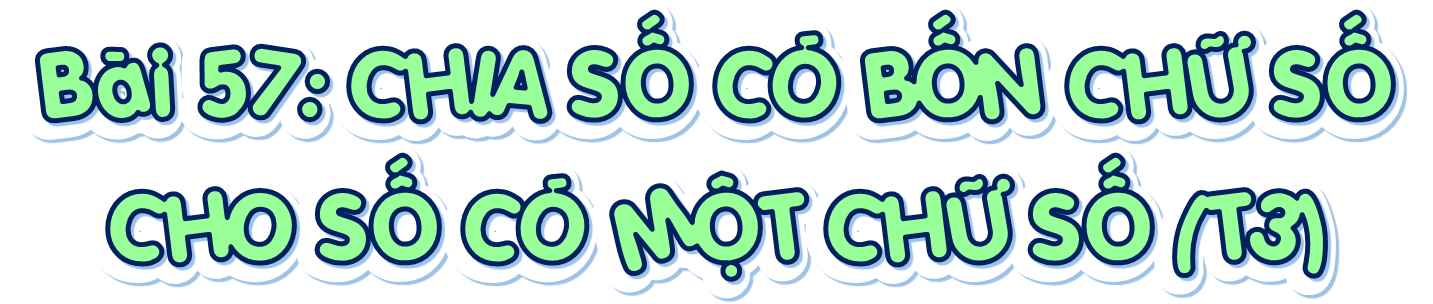 Bài 57: CHIA SỐ CÓ BỐN CHỮ SỐ
CHO SỐ CÓ MỘT CHỮ SỐ (T3)